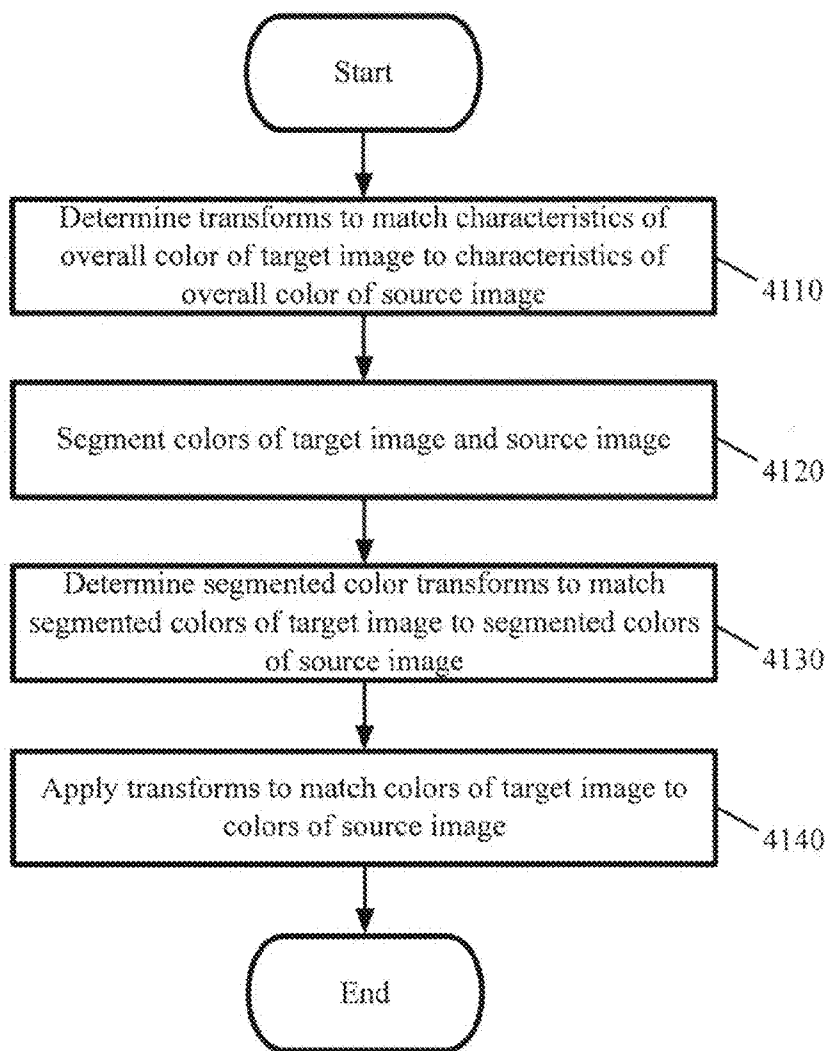 Start
Determine transforms to match characteristics of
overall color of target image to characteristics of
overall color of source image
4110
Segment colors of target image and source image
4120
Determine segmented color transforms to match
segmented colors of target image to segmented colors
of source image
4130
Apply transforms to match colors of target image to
colors of source image
4140
End